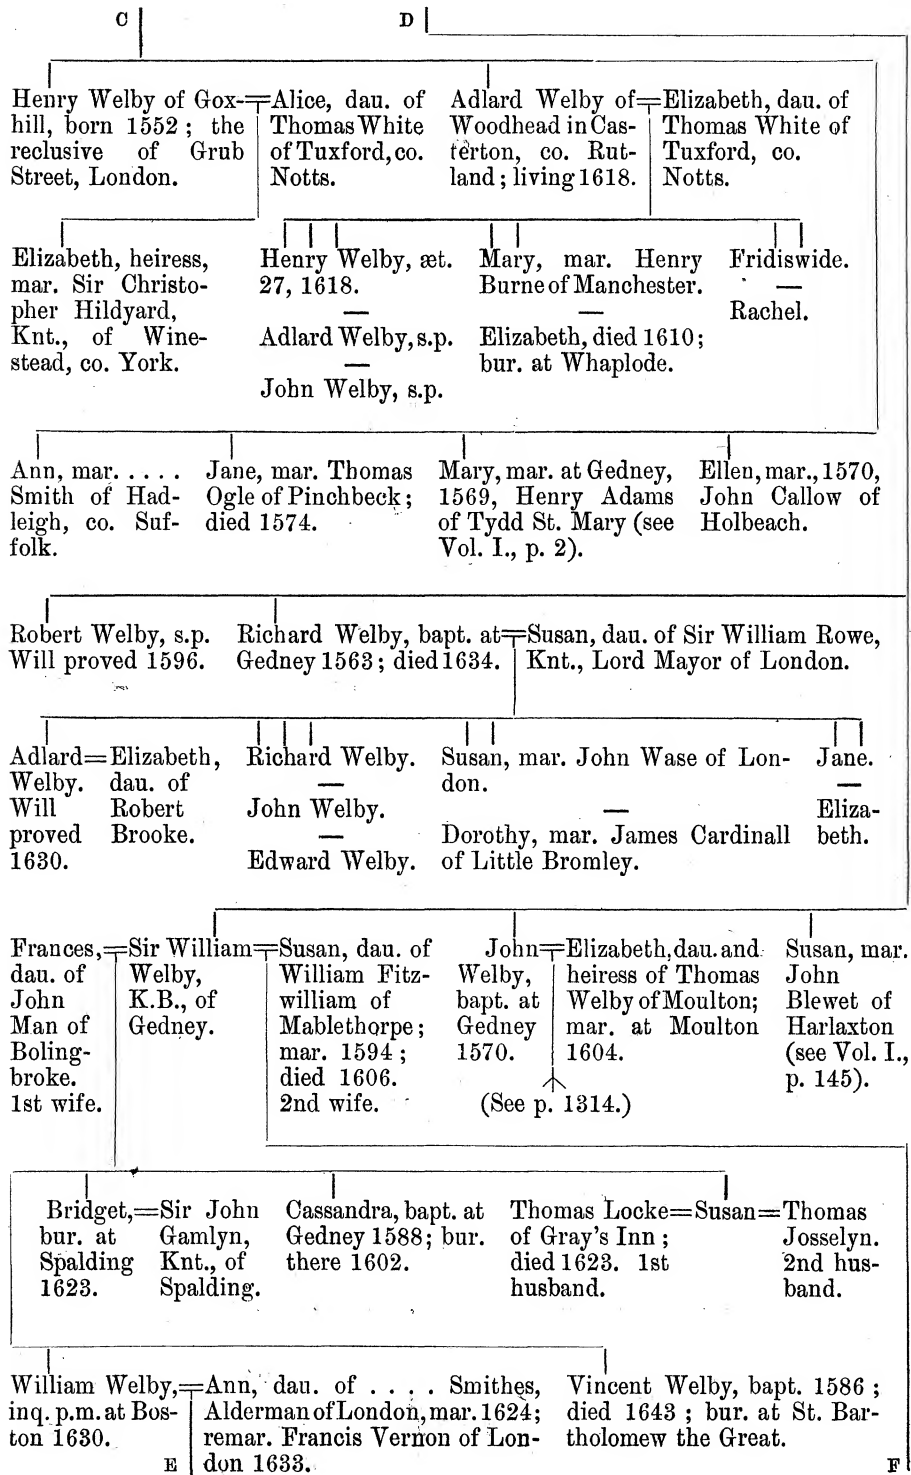 C
D
Henry Welby of Gox-
hill, born 1552 ; the
reclusive of Grub
Street, London.
Alice, dau. of
Thomas White
of Tuxford, co.
Notts.
Adlard Welby of
Woodhead in Cas-
terton, co. Rut-
land ; living 1618.
Elizabeth, dau. of
Thomas White of
Tuxford, co.
Notts.
Elizabeth, heiress,
mar. Sir Christo-
pher Hildyard,
Knt., of Wine-
stead, co. York.
Henry Welby, æt.
27, 1618.
—
Adlard Welby, s.p.
—
John Welby, s.p.
Mary, mar. Henry
Burne of Manchester.
—
Elizabeth, died 1610 ;
bur. at Whaplode.
Fridiswide.
—
Rachel.
Ann, mar. . . . . .
Smith of Had-
leigh, co. Suf-
folk.
Jane, mar. Thomas
Ogle of Pinchbeck ;
died 1574.
Mary, mar. at Gedney,
1569, Henry Adams
of Tydd St. Mary (see
Vol. I., p. 2).
Ellen, mar., 1570,
John Callow of
Holbeach.
Robert Welby, s.p.
Will proved 1596.
Richard Welby, bapt. at
Gedney 1563 ; died 1634.
Susan, dau. of Sir William Rowe,
Knt., Lord Mayor of London.
Adlard=
Welby.
Will
proved
1630.
Elizabeth,
dau. of
Robert
Brooke.
Richard Welby.
—
John Welby.
—
Edward Welby.
Susan, mar. John Wase of Lon-
don.
—
Dorothy, mar. James Cardinall
of Little Bromley.
Jane.
—
Eliza-
beth.
Frances,
dau. of
John
Man of
Boling-
broke.
1st wife.
Sir William
Welby,
K.B., of
Gedney.
Susan, dau. of
William Fitz-
william of
Mablethorpe ;
mar. 1594 ;
died 1606.
2nd wife.
John
Welby,
bapt. at
Gedney
1570.
Elizabeth, dau. and
heiress of Thomas
Welby of Moulton ;
mar. at Moulton
1604.
(See p. 1314.)
Susan, mar.
John
Blewet of
Harlaxton
(see Vol. I.,
p. 145).
Bridget,=
bur. at
Spalding
1623.
Sir John
Gamlyn,
Knt., of
Spalding.
Cassandra, bapt. at
Gedney 1588 ; bur.
there 1602.
Thomas Locke=
of Gray's Inn ;
died 1623. 1st
husband.
Susan=
Thomas
Josselyn.
2nd hus-
band.
William Welby,
inq. p.m. at Bos-
ton 1630.
E
Ann, dau. of . . . . Smithes,
Alderman of London, mar. 1624 ;
remar. Francis Vernon of Lon-
don 1633.
Vincent Welby, bapt. 1586 ;
died 1643 ; bur. at St. Bar-
tholomew the Great.
F